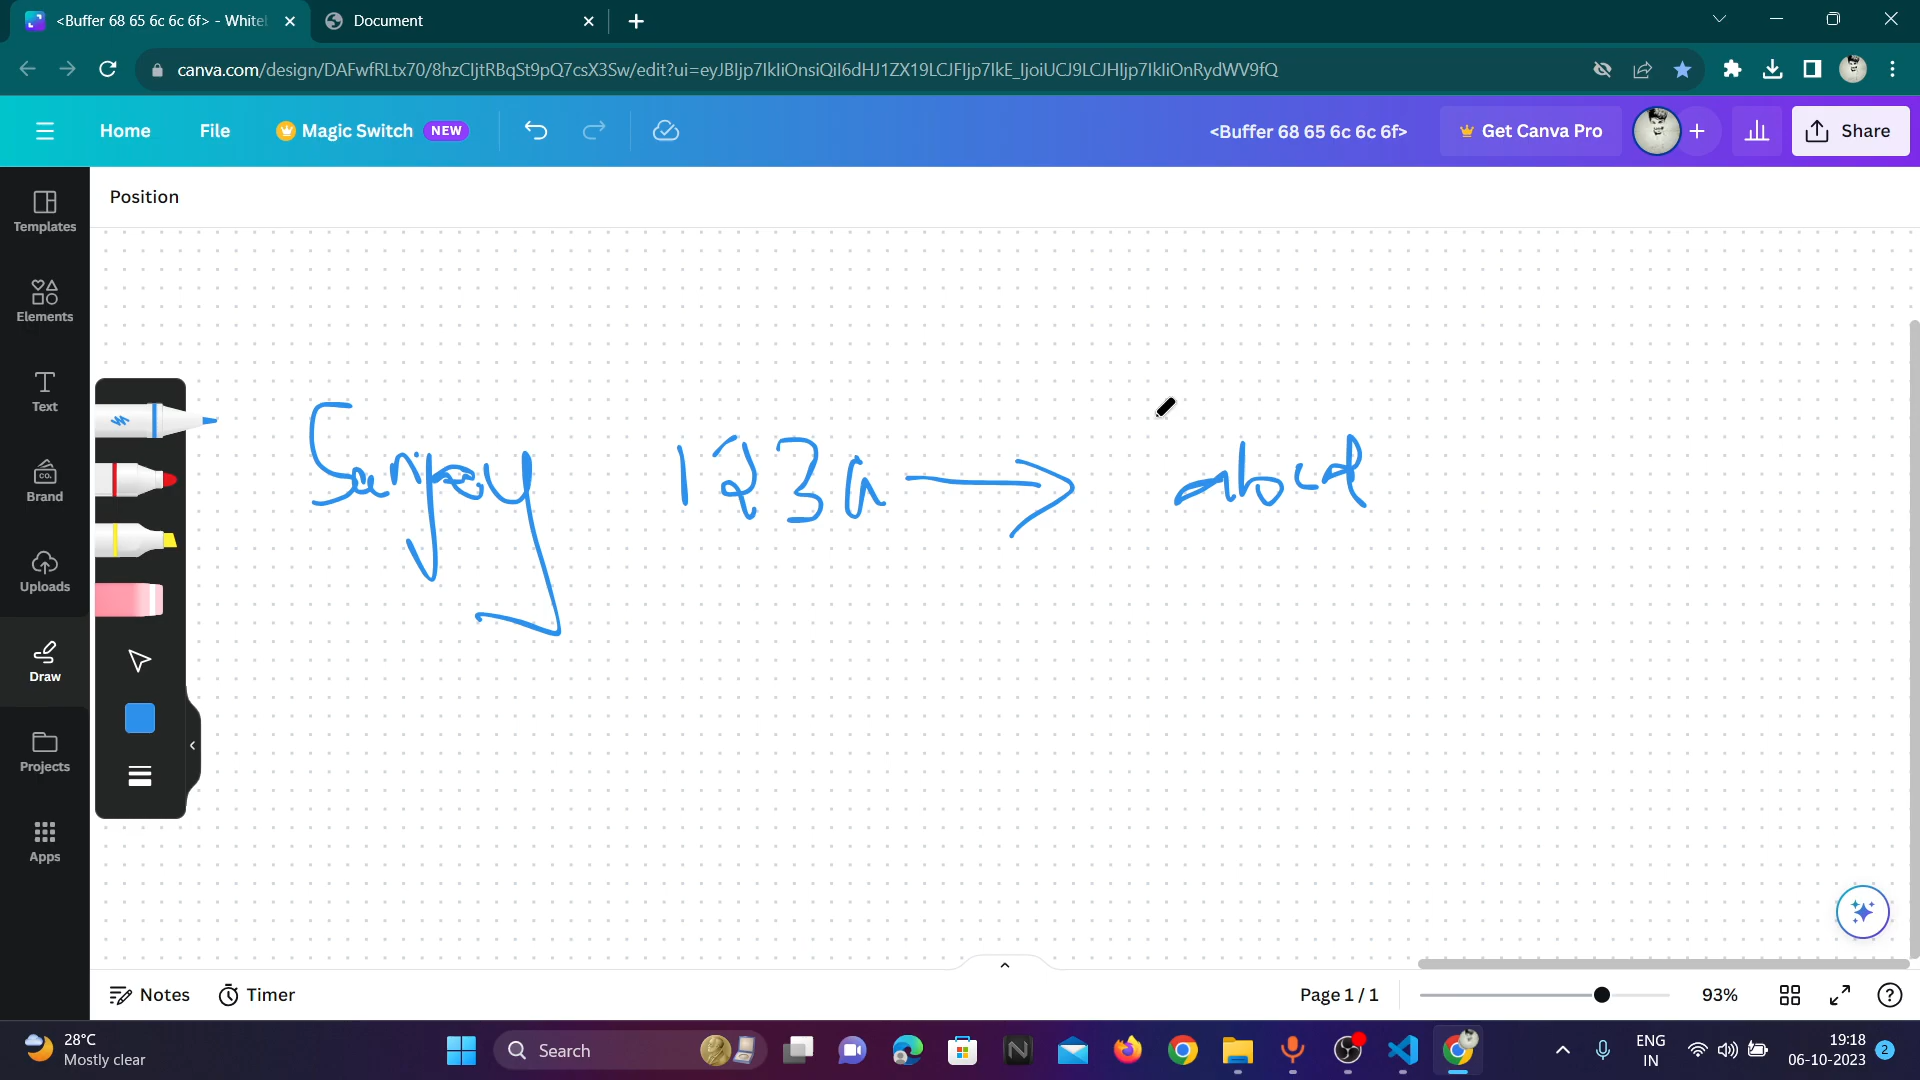 <Buffer 68 65 6c 6c 6f> - White
Document
canva.com/design/DAFwfRLtx70/8hzCljtRBqSt9pQ7csX3Sw/edit?ui=eyJBIjp7IkIiOnsiQiI6dHJ1ZX19LCJFIjp7IkE_IjoiUCJ9LCJHIjp7IkIiOnRydWV9fQ
Home
File
Magic Switch NEW
<Buffer 68 65 6c 6c 6f>
Get Canva Pro
Share
Position
Templates
Elements
Text
CO.
Brand
Uploads
Draw
Projects
Apps
Sanjay 123a → abcd
Notes
Timer
Page 1 / 1
93%
28°C
Mostly clear
Search
ENG
IN
19:18
06-10-2023
2